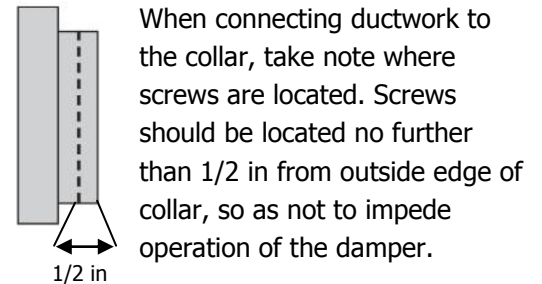 When connecting ductwork to
the collar, take note where
screws are located. Screws
should be located no further
than 1/2 in from outside edge of
collar, so as not to impede
operation of the damper.
1/2 in